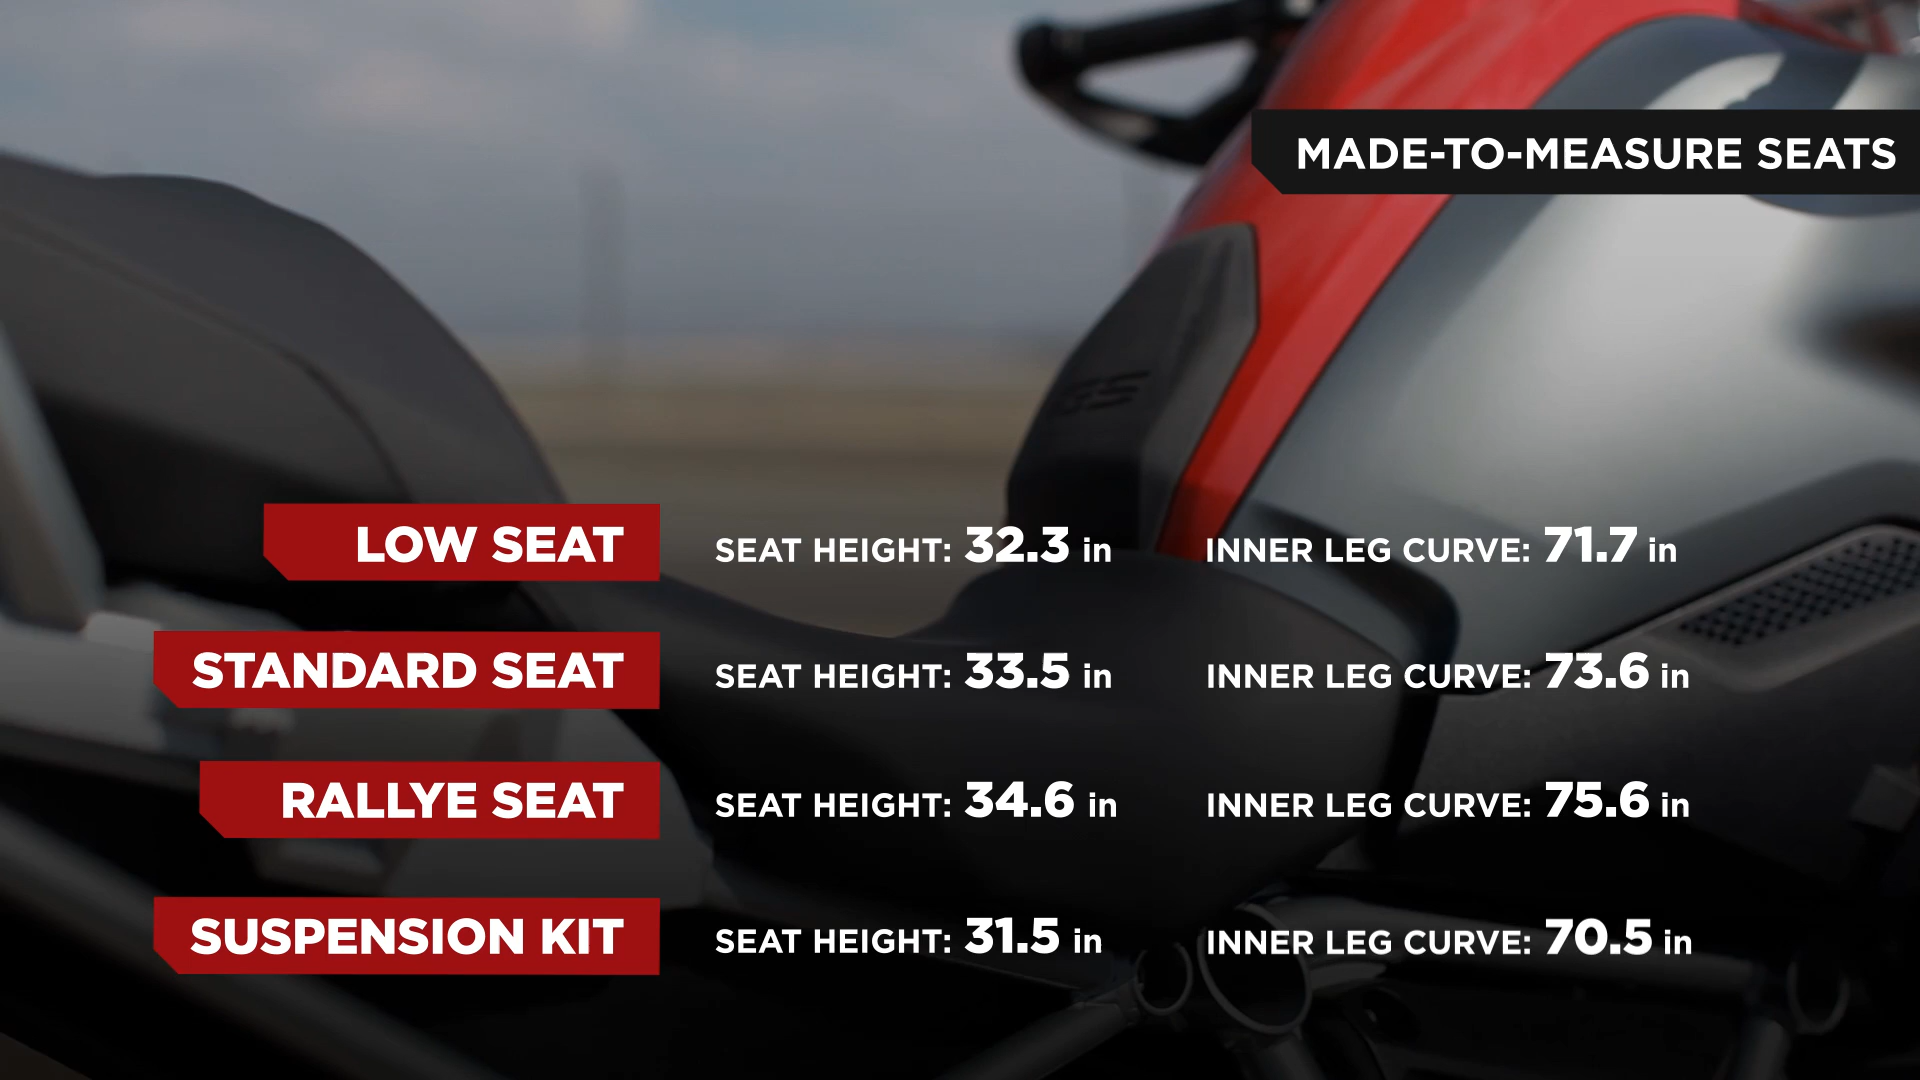 MADE-TO-MEASURE SEATS
GS
LOW SEAT SEAT HEIGHT: 32.3 in INNER LEG CURVE: 71.7 in
STANDARD SEAT SEAT HEIGHT: 33.5 in INNER LEG CURVE: 73.6 in
RALLYE SEAT SEAT HEIGHT: 34.6 in INNER LEG CURVE: 75.6 in
SUSPENSION KIT SEAT HEIGHT: 31.5 in INNER LEG CURVE: 70.5 in